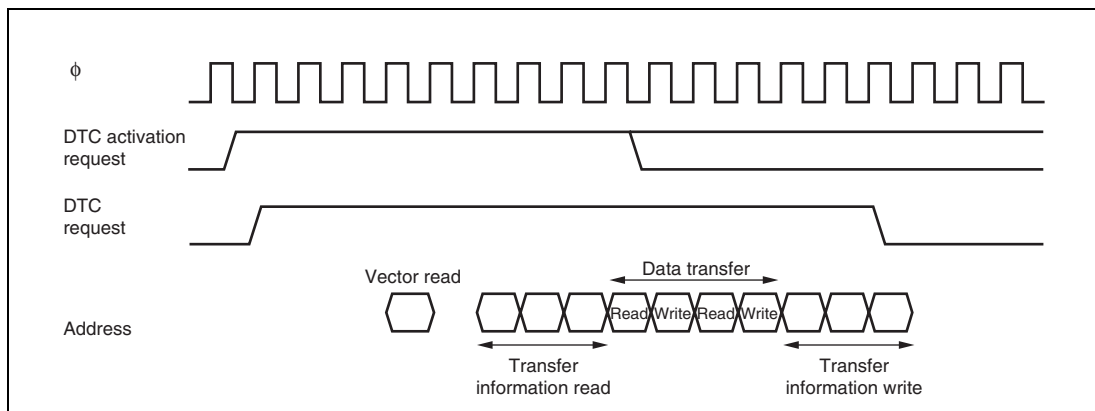 ϕ
DTC activation
request
DTC
request
Vector read
Data transfer
Address
Read Write Read Write
Transfer
information read
Transfer
information write